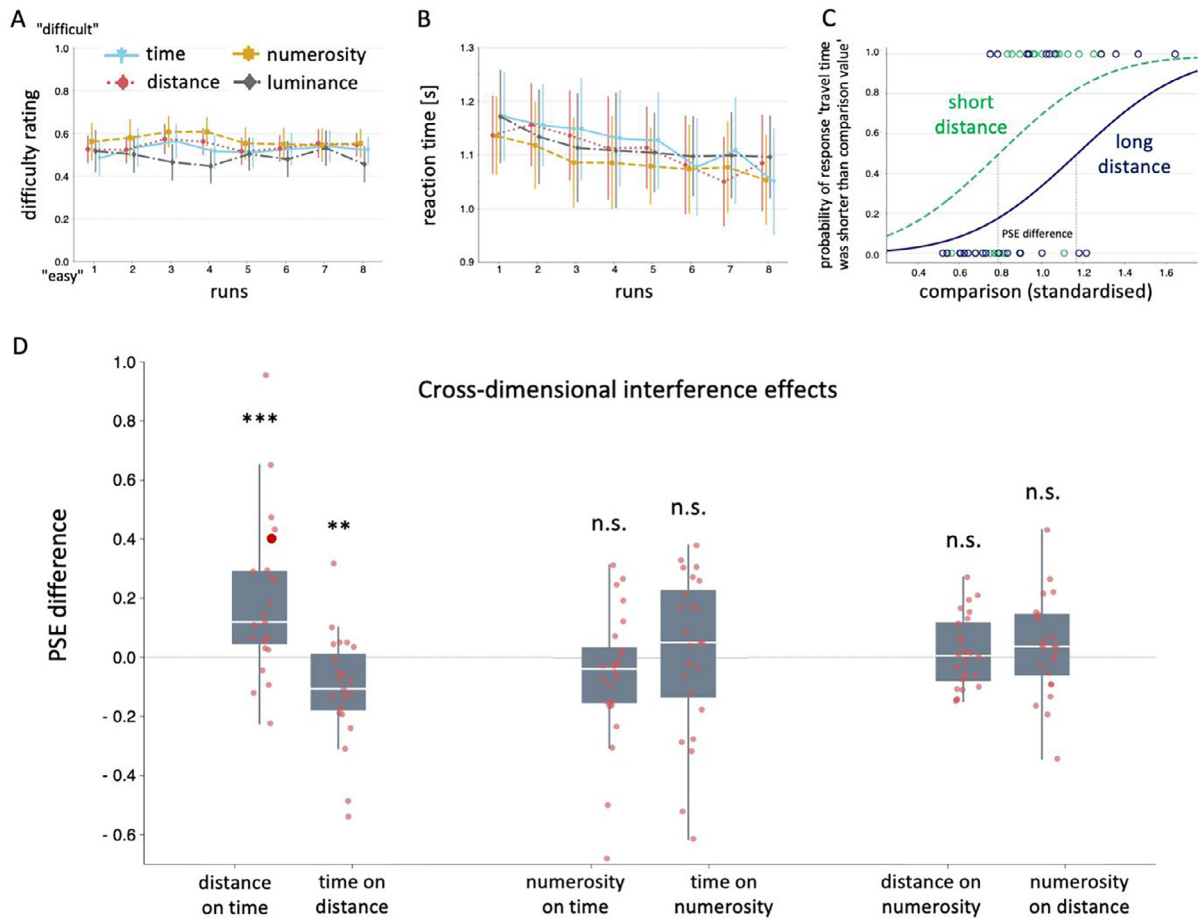 A
"difficult"
1.0
0.8
0.6
0.4
0.2
0.0
difficulty rating
time
numerosity
distance
luminance
"easy"
1 2 3 4 5 6 7 8
runs
B
1.3
1.2
1.1
1.0
0.9
reaction time [s]
1 2 3 4 5 6 7 8
runs
C
1.0
0.8
0.6
0.4
0.2
0.0
probability of response 'travel time
was shorter than comparison value'
short
distance
long
distance
PSE difference
0.4 0.6 0.8 1.0 1.2 1.4 1.6
comparison (standardised)
D
Cross-dimensional interference effects
1.0
0.8
0.6
0.4
0.2
0.0
- 0.2
- 0.4
- 0.6
PSE difference
***
**
n.s.
n.s.
n.s.
n.s.
distance
on time
time on
distance
numerosity
on time
time on
numerosity
distance on
numerosity
numerosity
on distance